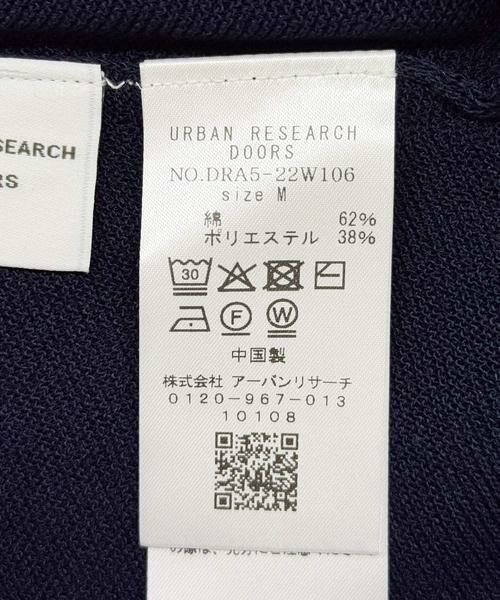 SEARCH
RS
URBAN RESEARCH
DOORS
NO.DRA5-22W106
size M
綿 62%
ポリエステル 38%
30
F
W
中国製
株式会社 アーバンリサーチ
0120-967-013
10108